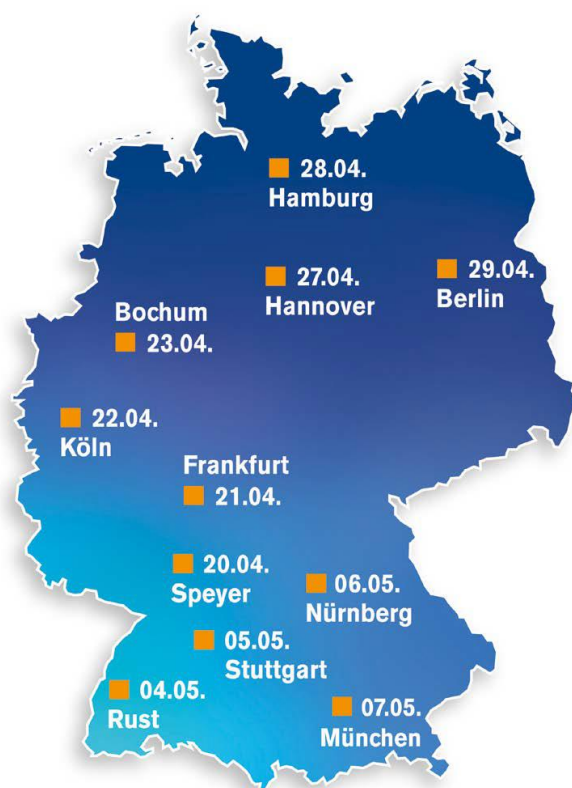 28.04.
Hamburg
27.04.
Hannover
29.04.
Berlin
Bochum
23.04.
22.04.
Köln
Frankfurt
21.04.
20.04.
Speyer
06.05.
Nürnberg
05.05.
Stuttgart
04.05.
Rust
07.05.
München